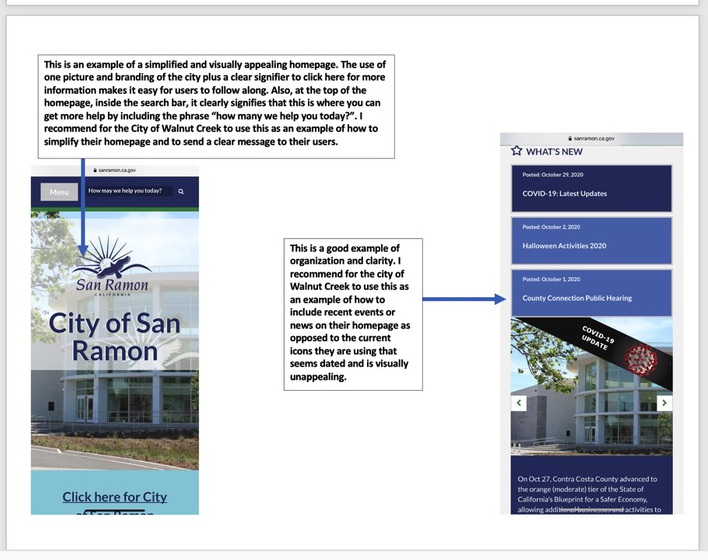 This is an example of a simplified and visually appealing homepage. The use of
one picture and branding of the city plus a clear signifier to click here for more
information makes it easy for users to follow along. Also, at the top of the
homepage, inside the search bar, it clearly signifies that this is where you can
get more help by including the phrase “how many we help you today?”. I
recommend for the City of Walnut Creek to use this as an example of how to
simplify their homepage and to send a clear message to their users.
sanramon.ca.gov
Menu
How may we help you today?
San Ramon
CALIFORNIA
City of San
Ramon
Click here for City
of San Ramon
This is a good example of
organization and clarity. I
recommend for the city of
Walnut Creek to use this as
an example of how to
include recent events or
news on their homepage as
opposed to the current
icons they are using that
seems dated and is visually
unappealing.
sanramon.ca.gov
WHAT'S NEW
Posted: October 29, 2020
COVID-19: Latest Updates
Posted: October 2, 2020
Halloween Activities 2020
Posted: October 1, 2020
County Connection Public Hearing
COVID-19
UPDATE
On Oct 27, Contra Costa County advanced to
the orange (moderate) tier of the State of
California's Blueprint for a Safer Economy,
allowing additional businesses and activities to